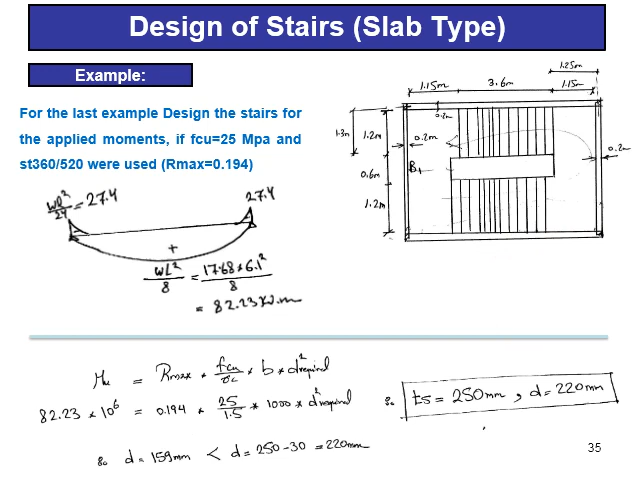 Design of Stairs (Slab Type)
Example:
For the last example Design the stairs for
the applied moments, if fcu=25 Mpa and
st360/520 were used (Rmax=0.194)
1.25m
1.15m 3.6m 1.15m
0.2m
1.3m 1.2m 0.2m 0.2m
0.6m B1
1.2m
wl²/24 = 27.4 27.4
+
wL²/8 = 17.68*6.1²/8
= 82.23 kN.m
Mu = Rmax * fcu/σc * b * d²required
82.23 * 10⁶ = 0.194 * 25/1.5 * 1000 * d²required
∴ ts = 250mm , d = 220mm
∴ d = 159mm < d = 250-30 = 220mm
35